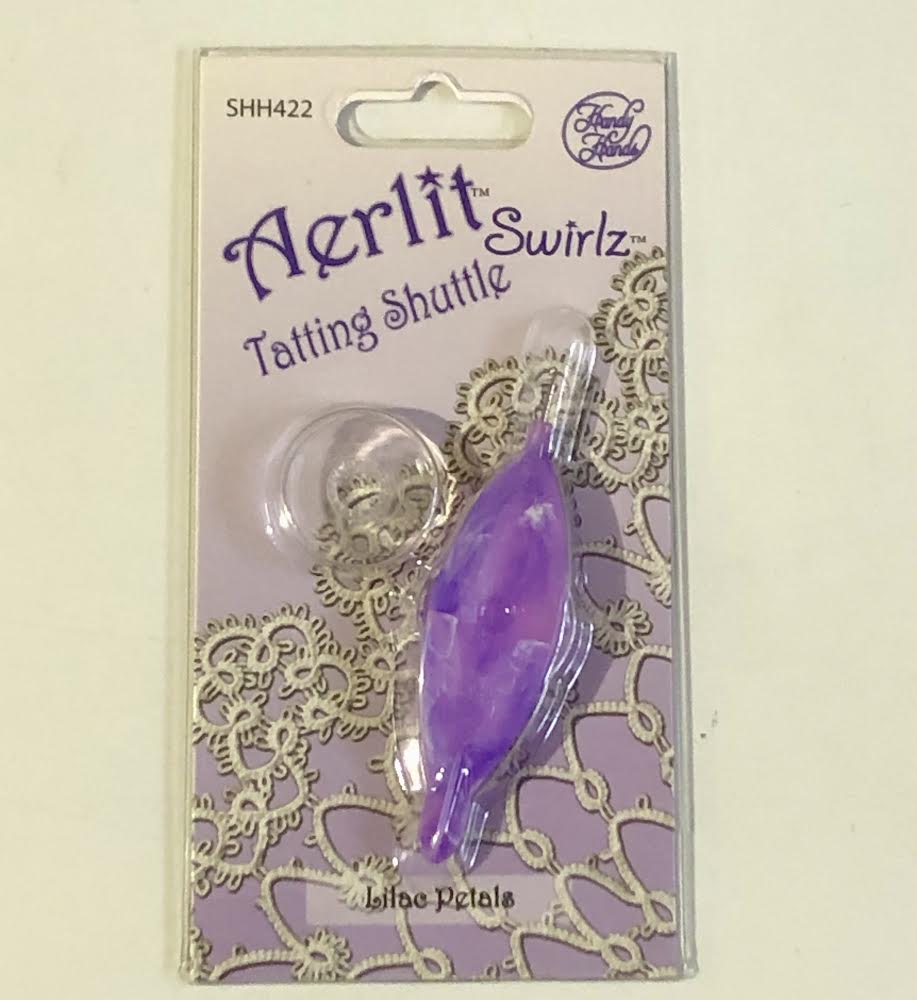 SHH422
Handy
Hands
Aerlit™
Swirlz™
Tatting Shuttle
Lilac Petals